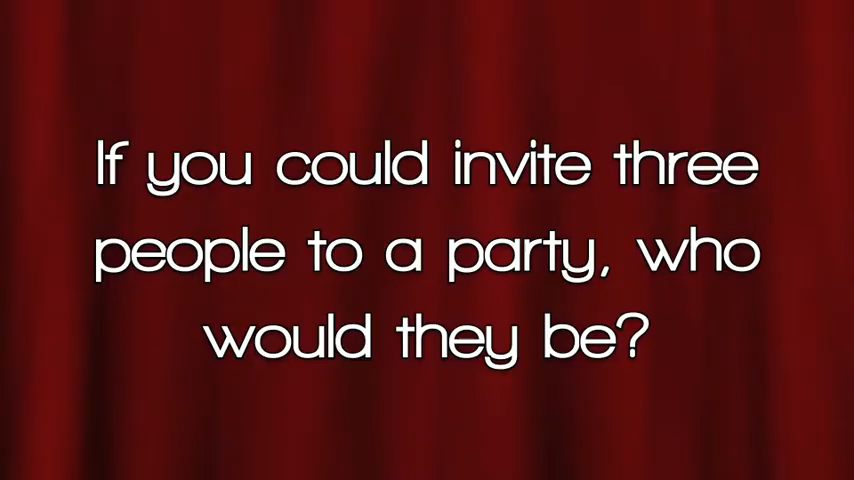 If you could invite three
people to a party, who
would they be?